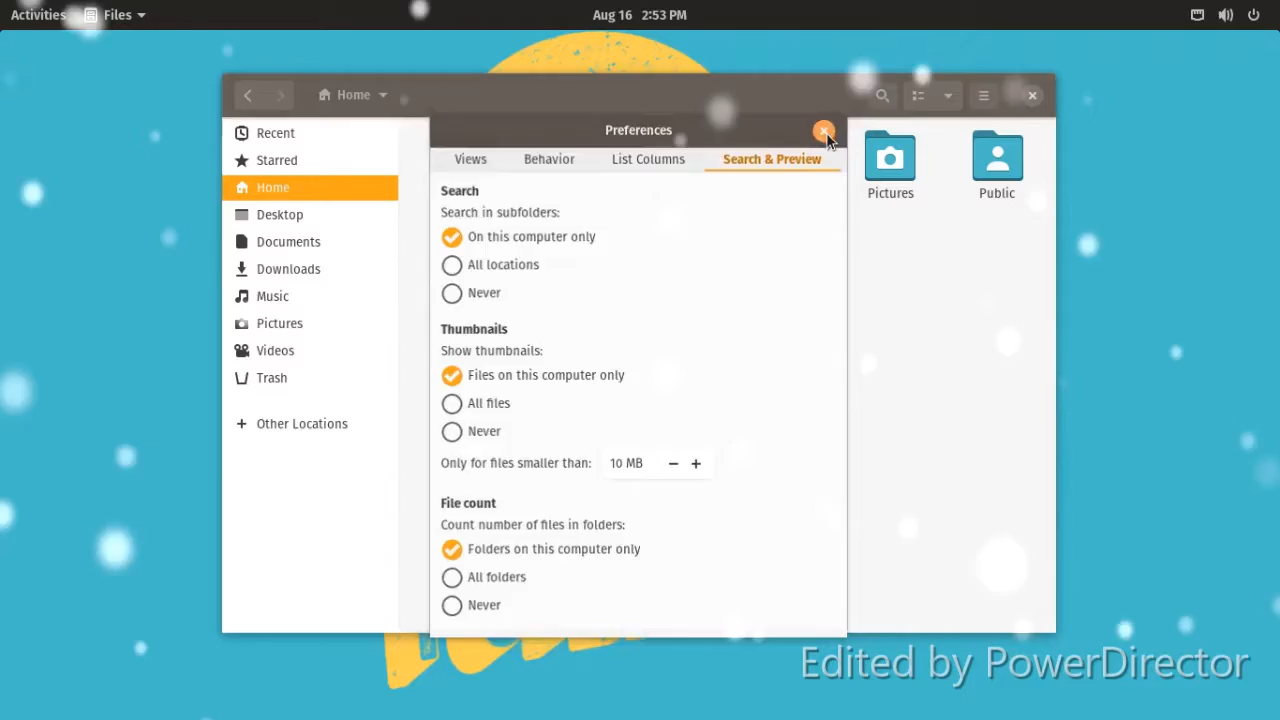 Activities
Files
Aug 16 2:53 PM
Home
Preferences
Views
Behavior
List Columns
Search & Preview
Recent
Starred
Home
Desktop
Documents
Downloads
Music
Pictures
Videos
Trash
+ Other Locations
Search
Search in subfolders:
On this computer only
All locations
Never
Thumbnails
Show thumbnails:
Files on this computer only
All files
Never
Only for files smaller than: 10 MB - +
File count
Count number of files in folders:
Folders on this computer only
All folders
Never
Pictures
Public
Edited by PowerDirector